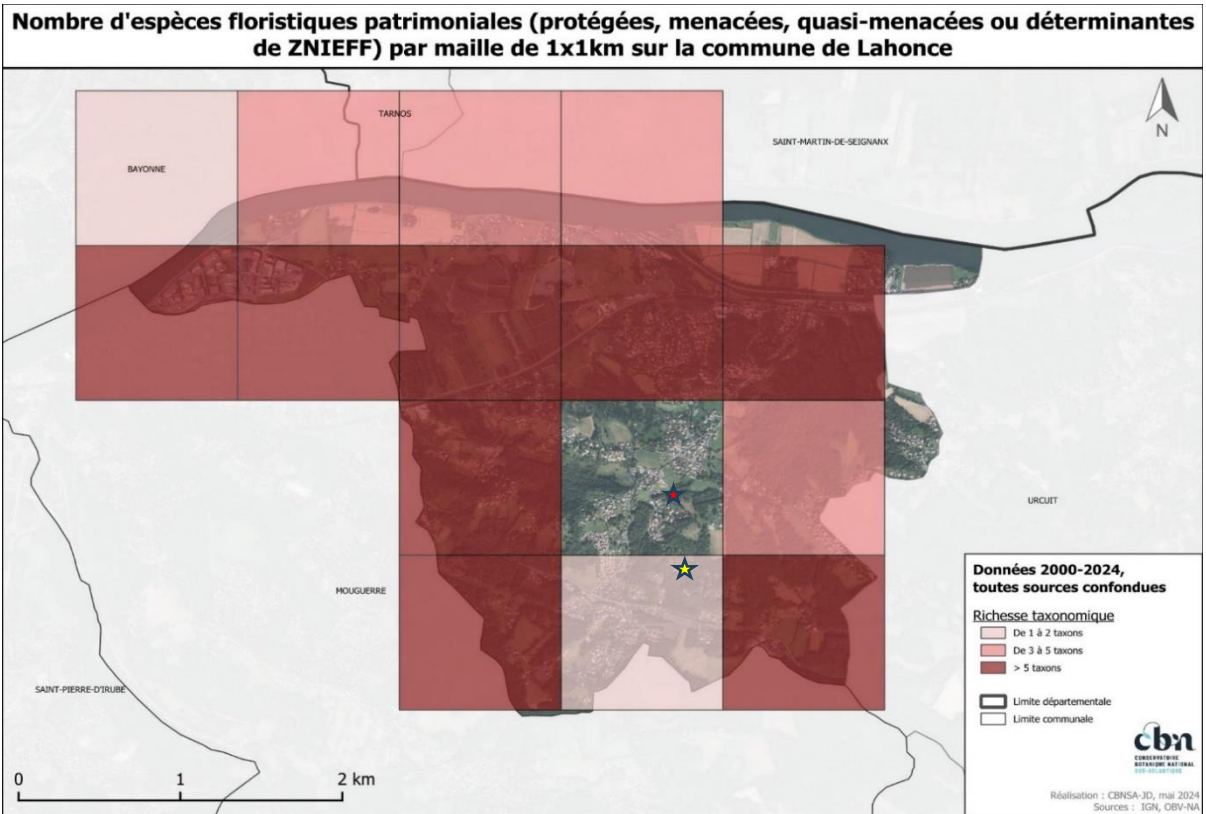 Nombre d'espèces floristiques patrimoniales (protégées, menacées, quasi-menacées ou déterminantes
de ZNIEFF) par maille de 1x1km sur la commune de Lahonce
TARNOS
N
SAINT-MARTIN-DE-SEIGNANX
BAYONNE
URCUIT
MOUGUERRE
SAINT-PIERRE-D'IRUBE
0 1 2 km
Données 2000-2024,
toutes sources confondues
Richesse taxonomique
De 1 à 2 taxons
De 3 à 5 taxons
> 5 taxons
Limite départementale
Limite communale
cbn
CONSERVATOIRE
BOTANIQUE NATIONAL
SUD-ATLANTIQUE
Réalisation : CBNSA-JD, mai 2024
Sources : IGN, OBV-NA